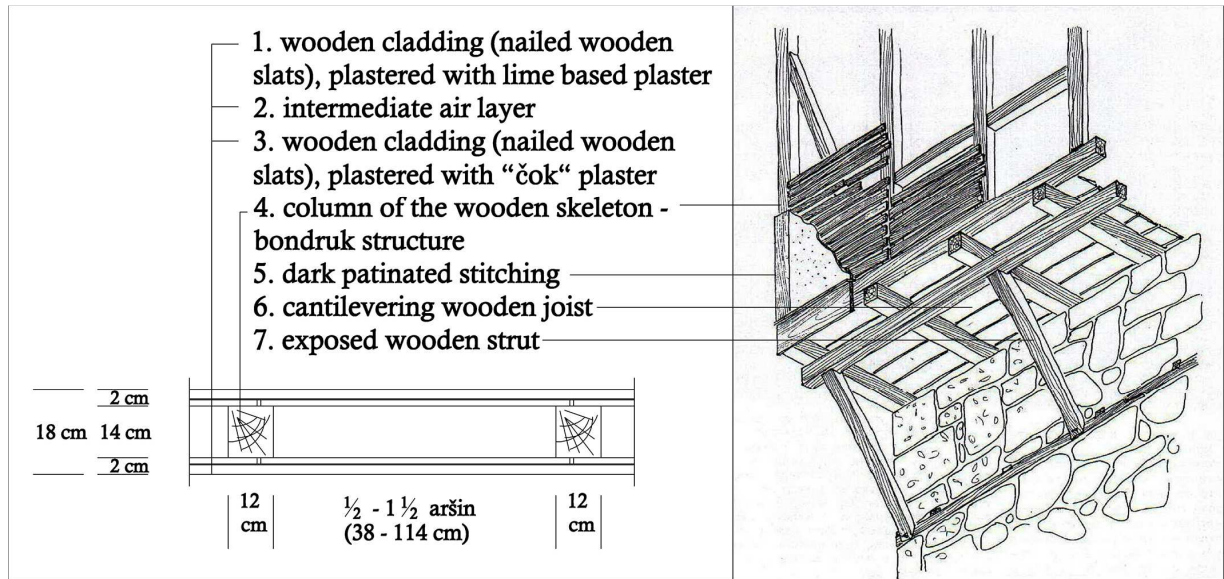 1. wooden cladding (nailed wooden
slats), plastered with lime based plaster
2. intermediate air layer
3. wooden cladding (nailed wooden
slats), plastered with “čok“ plaster
4. column of the wooden skeleton -
bondruk structure
5. dark patinated stitching
6. cantilevering wooden joist
7. exposed wooden strut
2 cm
18 cm 14 cm
2 cm
12
cm
½ - 1 ½ aršin
(38 - 114 cm)
12
cm